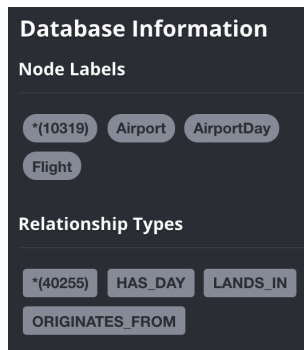 Database Information
Node Labels
*(10319) Airport AirportDay
Flight
Relationship Types
*(40255) HAS_DAY LANDS_IN
ORIGINATES_FROM